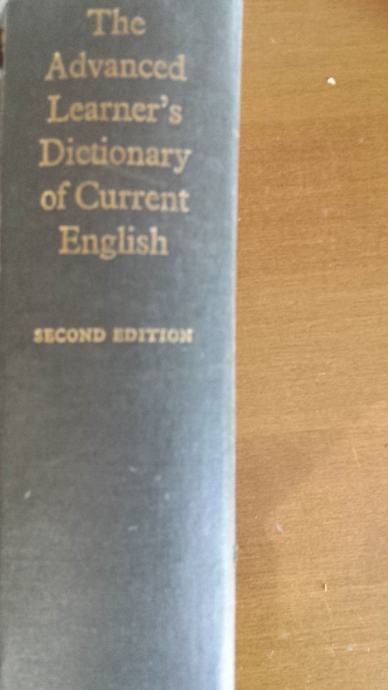 The
Advanced
Learner's
Dictionary
of Current
English
SECOND EDITION